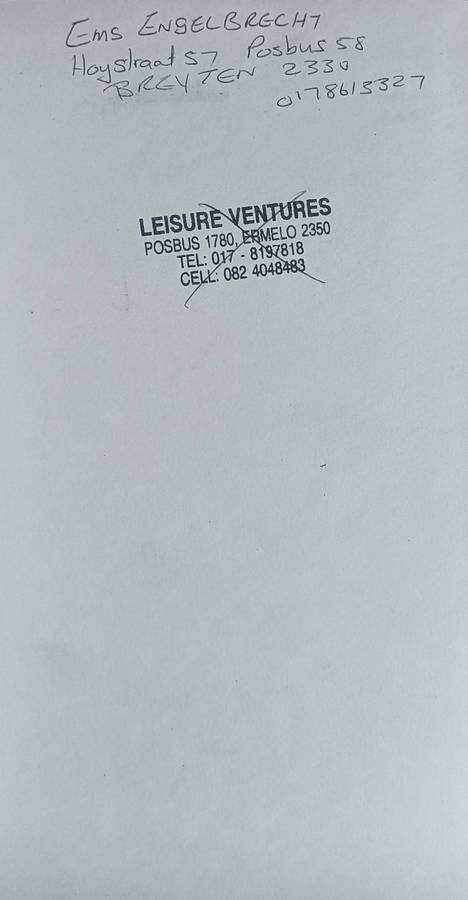 Ems ENGELBRECHT
Hoystraat 57 Posbus 58
BREYTEN 2330
0178613327
LEISURE VENTURES
POSBUS 1780, ERMELO 2350
TEL: 017 - 8197818
CELL: 082 4048483